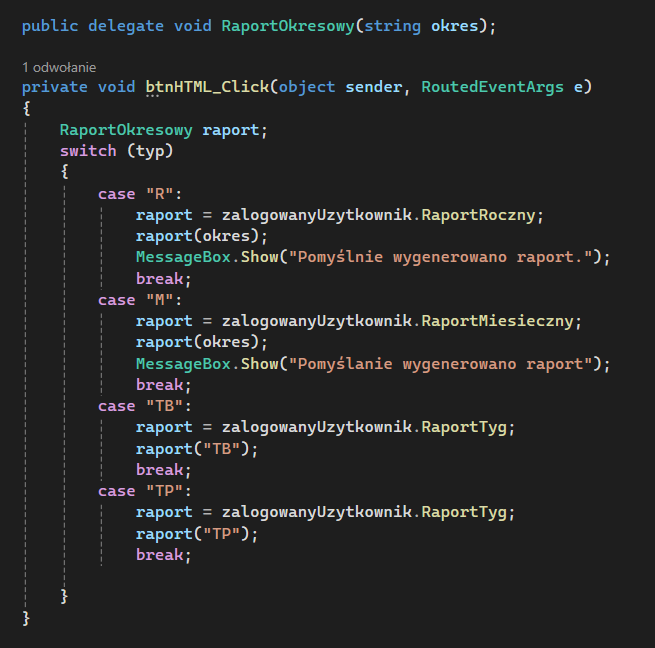 public delegate void RaportOkresowy(string okres);
1 odwołanie
private void btnHTML_Click(object sender, RoutedEventArgs e)
{
RaportOkresowy raport;
switch (typ)
{
case "R":
raport = zalogowanyUzytkownik.RaportRoczny;
raport(okres);
MessageBox.Show("Pomyślnie wygenerowano raport.");
break;
case "M":
raport = zalogowanyUzytkownik.RaportMiesieczny;
raport(okres);
MessageBox.Show("Pomyślanie wygenerowano raport");
break;
case "TB":
raport = zalogowanyUzytkownik.RaportTyg;
raport("TB");
break;
case "TP":
raport = zalogowanyUzytkownik.RaportTyg;
raport("TP");
break;
}
}